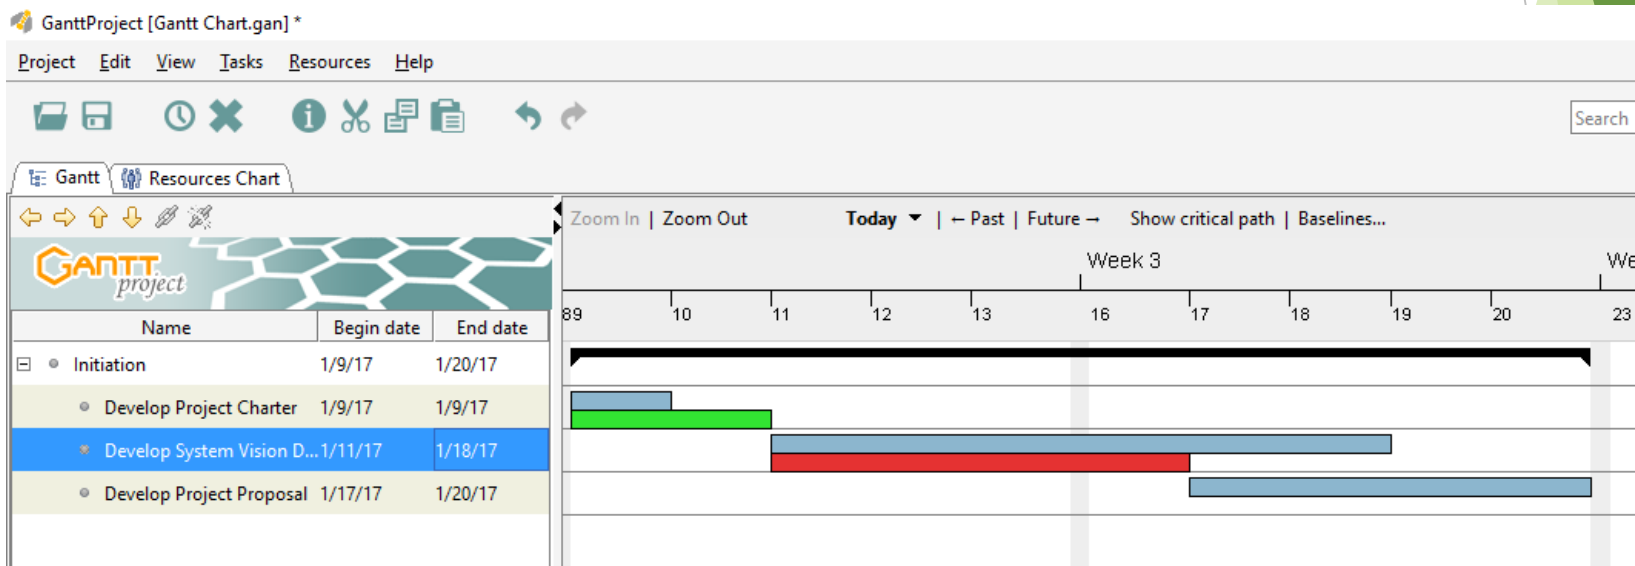 GanttProject [Gantt Chart.gan] *
Project Edit View Tasks Resources Help
Search
Gantt Resources Chart
Zoom In | Zoom Out Today | ← Past | Future → Show critical path | Baselines...
GANTT project
Week 3 We
89 10 11 12 13 16 17 18 19 20 23
Name Begin date End date
Initiation 1/9/17 1/20/17
Develop Project Charter 1/9/17 1/9/17
Develop System Vision D... 1/11/17 1/18/17
Develop Project Proposal 1/17/17 1/20/17